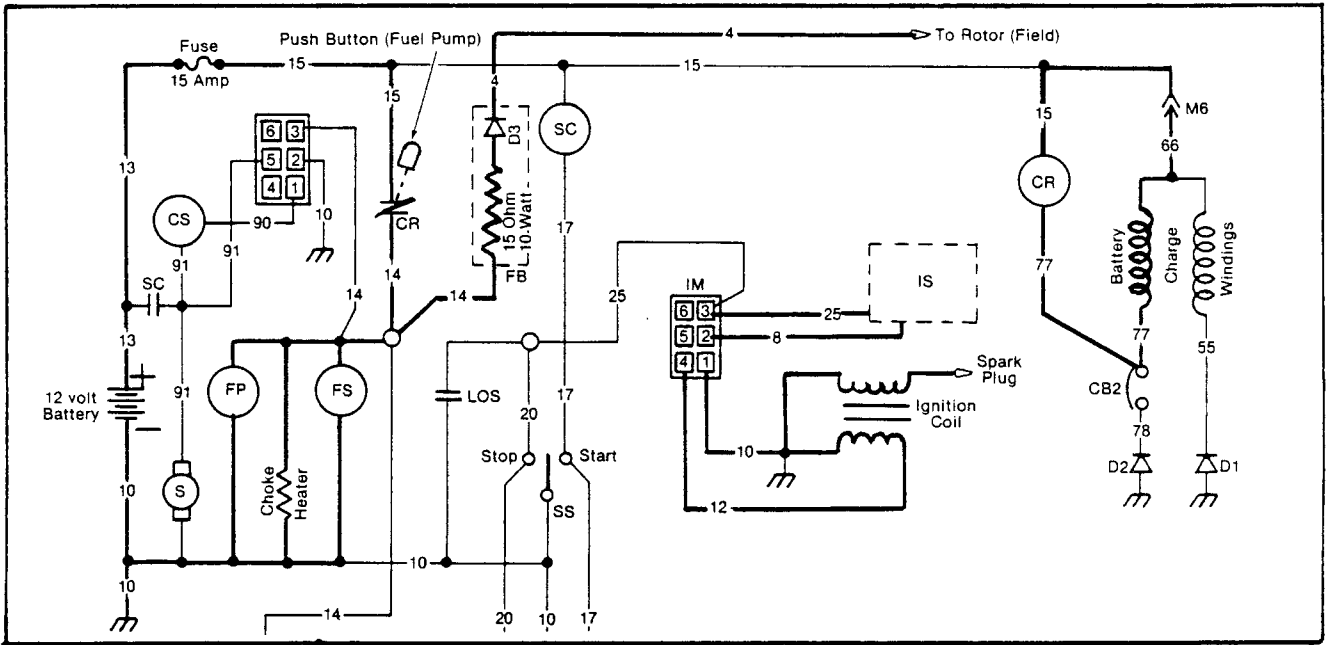 Fuse
15 Amp
15
Push Button (Fuel Pump)
4
To Rotor (Field)
15
4
15
15
M6
D3
SC
66
6 3
5 2
4 1
13
CS
90
10
91
91
CR
15 Ohm
10-Watt
FB
17
CR
Battery
Charge
Windings
SC
14
14
14
25
IM
6 3
5 2
4 1
25
8
IS
77
77
55
13
+
12 volt
Battery
−
91
FP
FS
LOS
20
17
Spark
Plug
Ignition
Coil
CB2
78
10
S
Choke
Heater
Stop
Start
SS
10
12
D2
D1
10
10
14
20
10
17